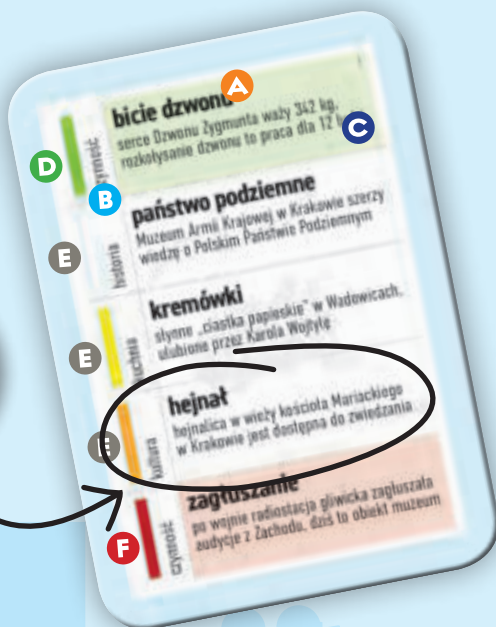 A
bicie dzwonu
serce Dzwonu Zygmunta waży 342 kg,
rozkołysanie dzwonu to praca dla 12
C
D
B
państwo podziemne
Muzeum Armii Krajowej w Krakowie szerzy
wiedzę o Polskim Państwie Podziemnym
E
historia
kremówki
słynne „ciastka papieskie" w Wadowicach,
ulubione przez Karola Wojtyłę
E
hejnał
hejnalica w wieży kościoła Mariackiego
w Krakowie jest dostępna do zwiedzania
E
kultura
zagłuszanie
po wojnie radiostacja gliwicka zagłuszała
audycje z Zachodu, dziś to obiekt muzeum
F
czynność